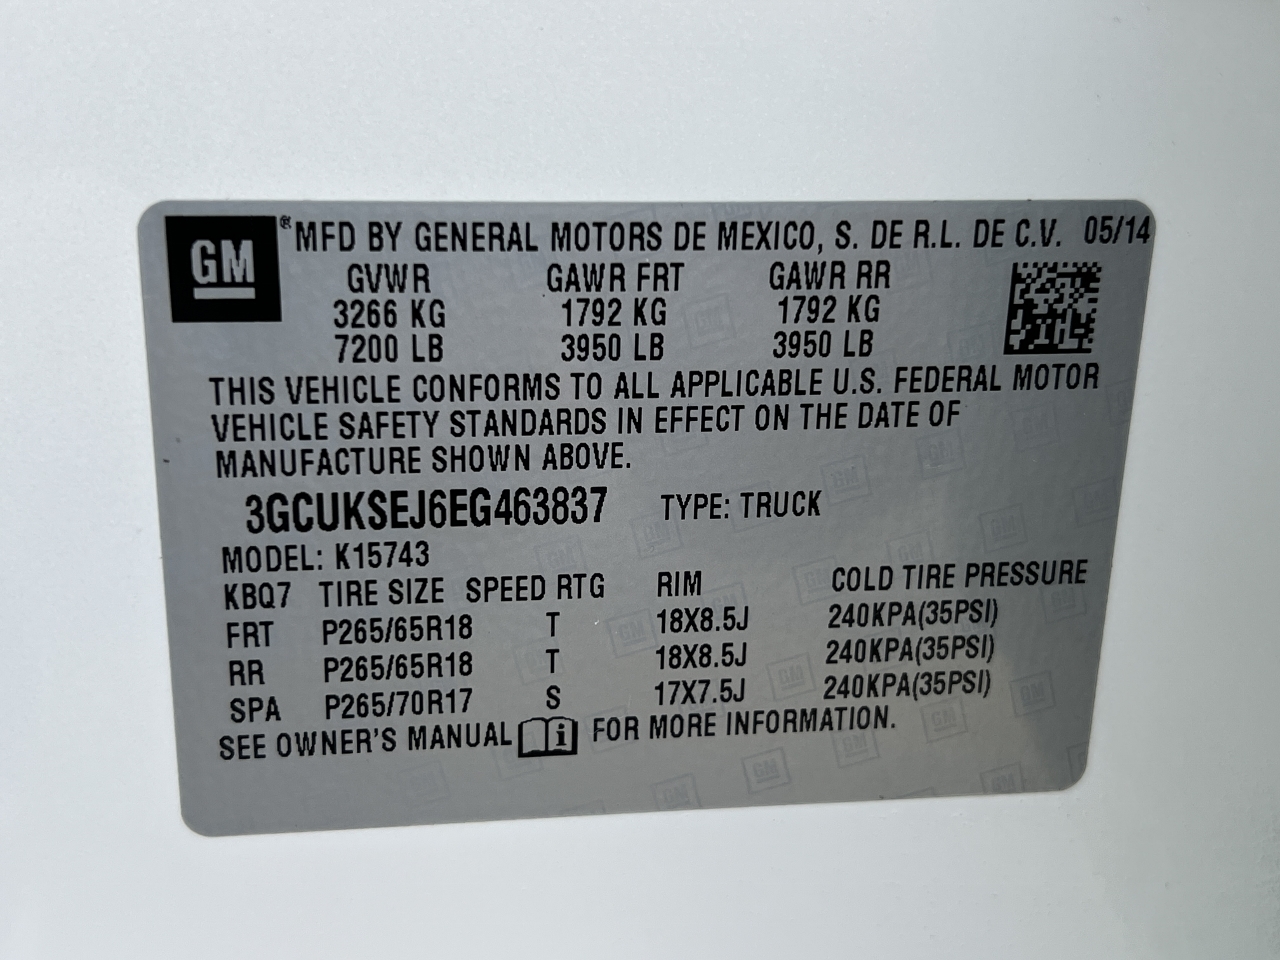 GM ® MFD BY GENERAL MOTORS DE MEXICO, S. DE R.L. DE C.V. 05/14
GVWR GAWR FRT GAWR RR
3266 KG 1792 KG 1792 KG
7200 LB 3950 LB 3950 LB
THIS VEHICLE CONFORMS TO ALL APPLICABLE U.S. FEDERAL MOTOR
VEHICLE SAFETY STANDARDS IN EFFECT ON THE DATE OF
MANUFACTURE SHOWN ABOVE.
3GCUKSEJ6EG463837 TYPE: TRUCK
MODEL: K15743
KBQ7 TIRE SIZE SPEED RTG RIM COLD TIRE PRESSURE
FRT P265/65R18 T 18X8.5J 240KPA(35PSI)
RR P265/65R18 T 18X8.5J 240KPA(35PSI)
SPA P265/70R17 S 17X7.5J 240KPA(35PSI)
SEE OWNER'S MANUAL i FOR MORE INFORMATION.